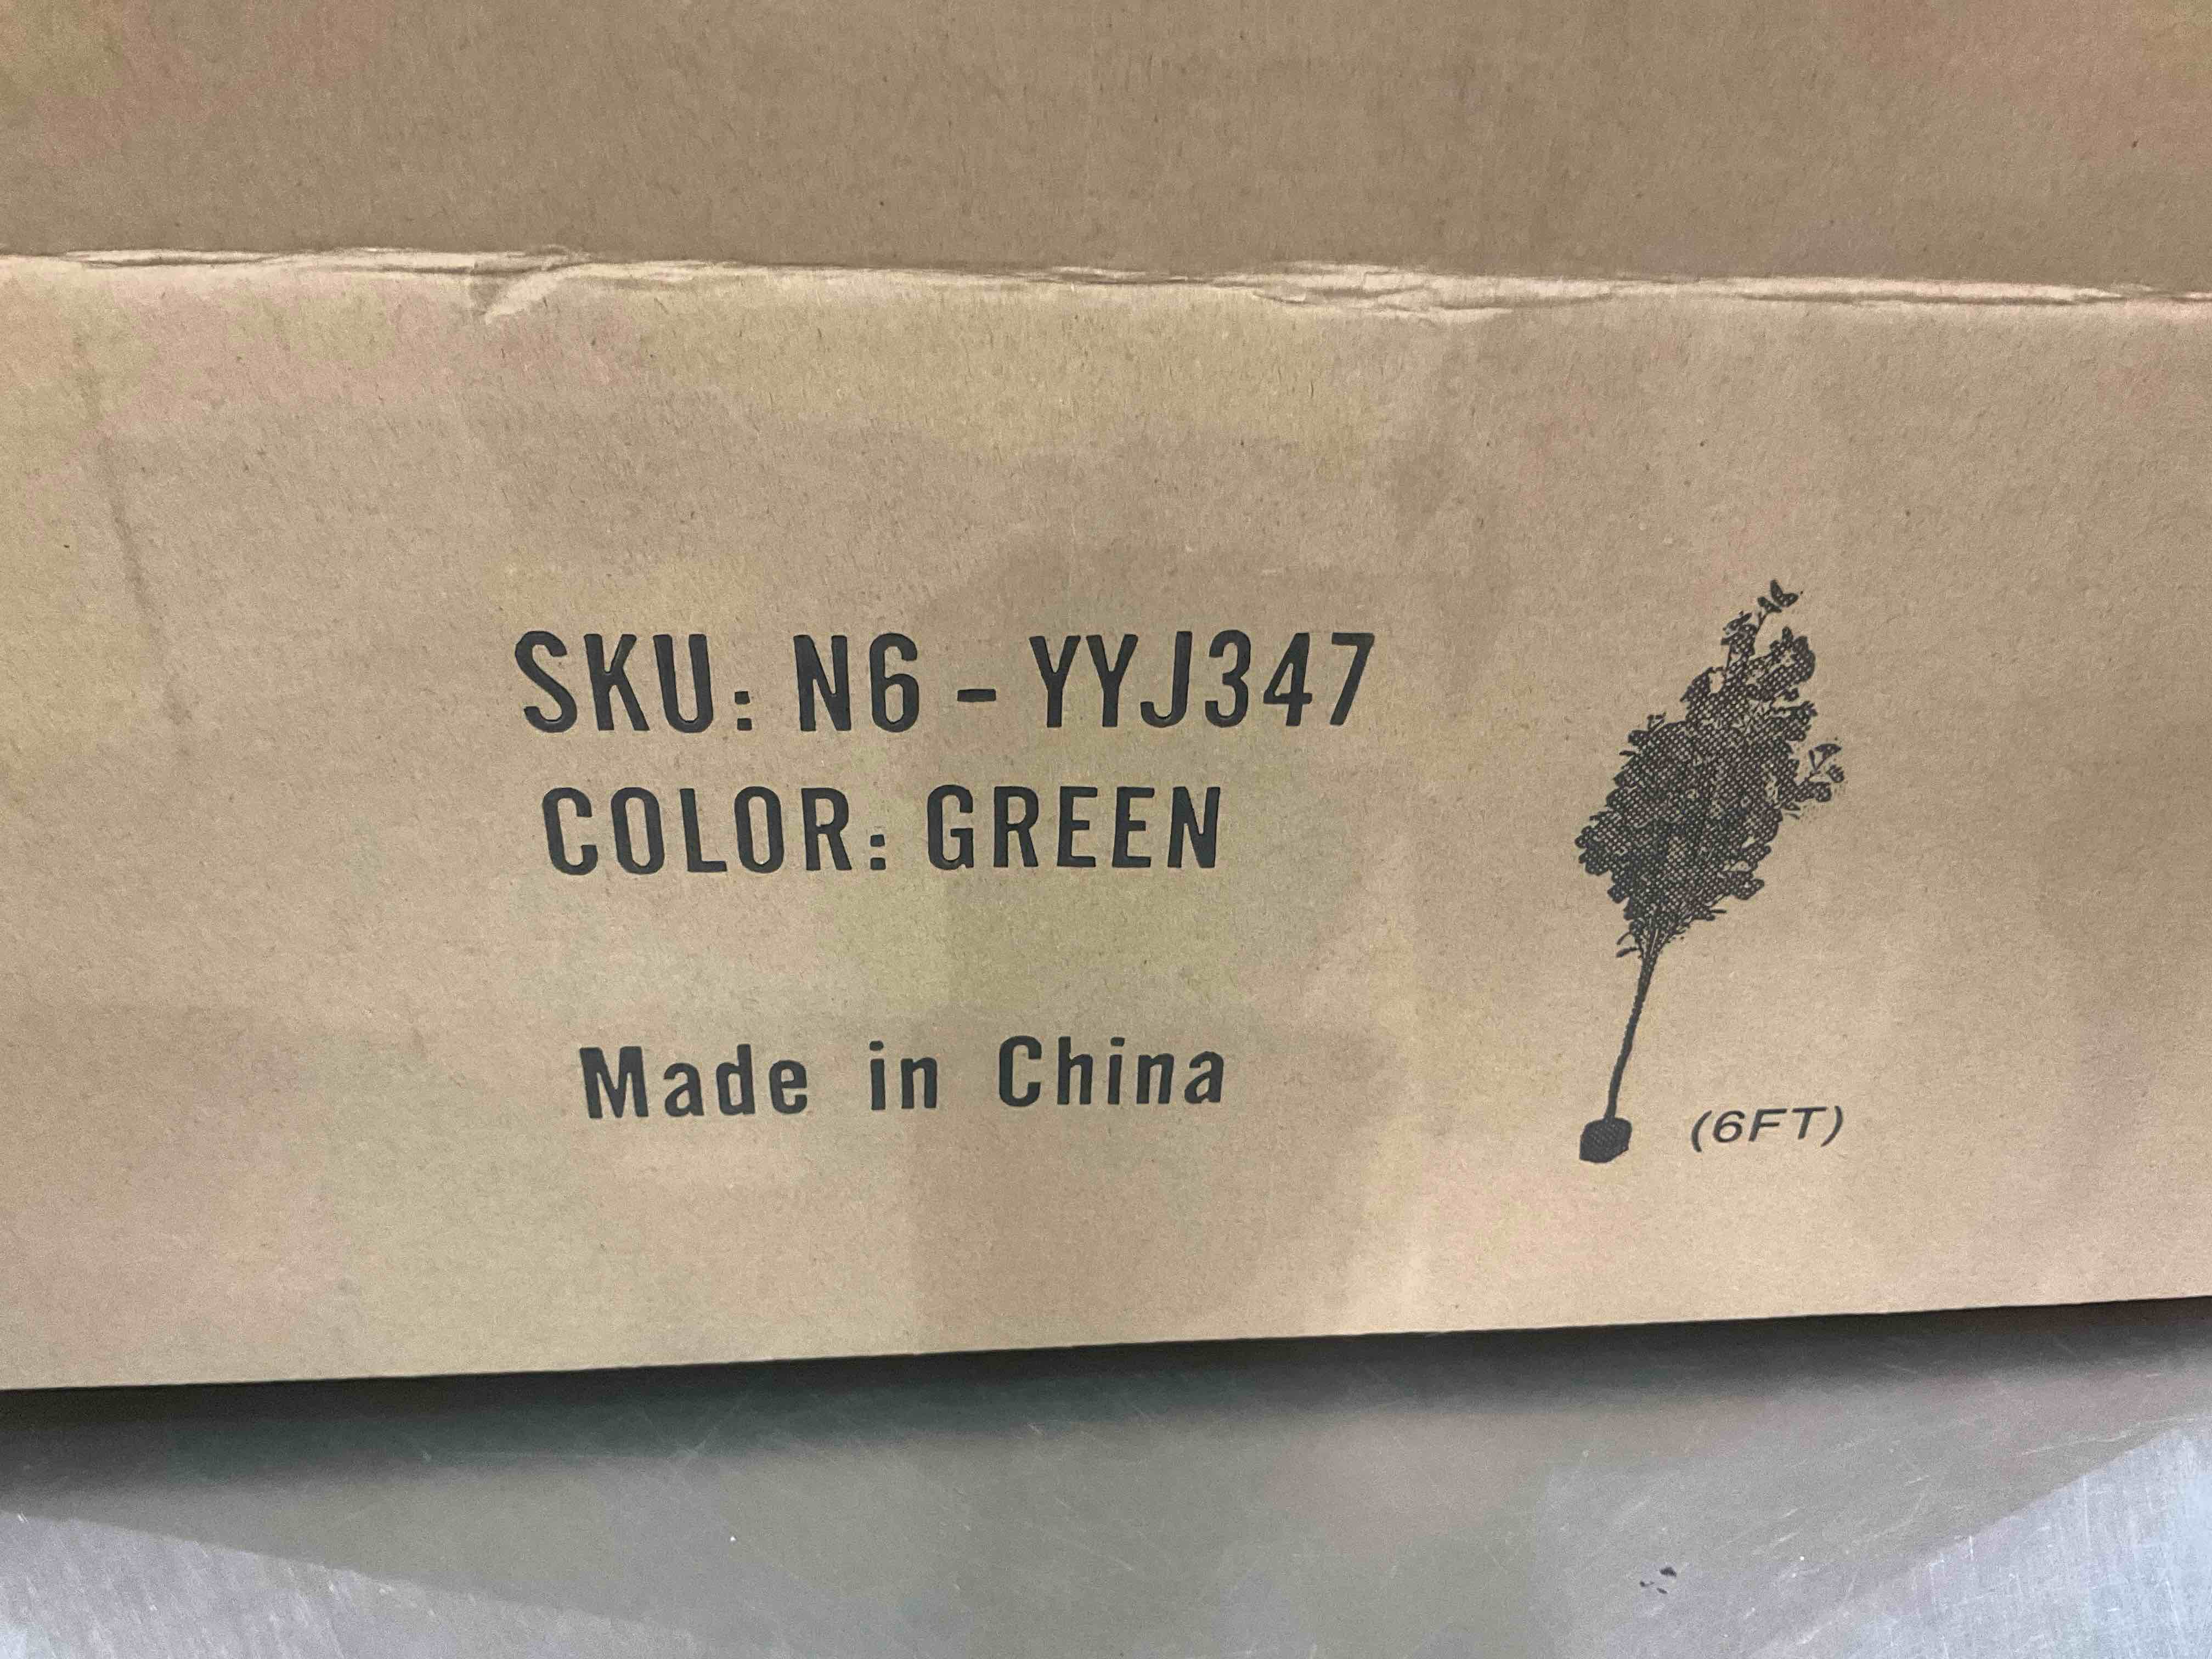 SKU: N6-YYJ347
COLOR: GREEN
Made in China
(6FT)